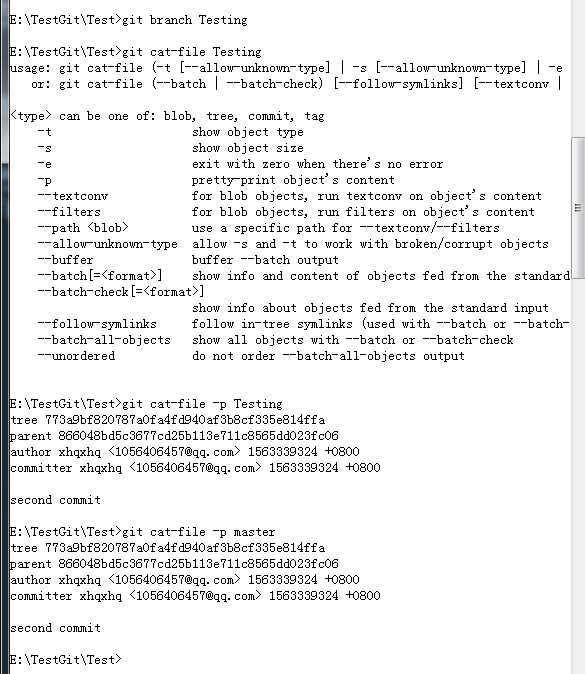 E:\TestGit\Test>git branch Testing
E:\TestGit\Test>git cat-file Testing
usage: git cat-file (-t [--allow-unknown-type] | -s [--allow-unknown-type] | -e
   or: git cat-file (--batch | --batch-check) [--follow-symlinks] [--textconv |
<type> can be one of: blob, tree, commit, tag
    -t                    show object type
    -s                    show object size
    -e                    exit with zero when there's no error
    -p                    pretty-print object's content
    --textconv            for blob objects, run textconv on object's content
    --filters             for blob objects, run filters on object's content
    --path <blob>         use a specific path for --textconv/--filters
    --allow-unknown-type  allow -s and -t to work with broken/corrupt objects
    --buffer              buffer --batch output
    --batch[=<format>]    show info and content of objects fed from the standard
    --batch-check[=<format>]
                          show info about objects fed from the standard input
    --follow-symlinks     follow in-tree symlinks (used with --batch or --batch-
    --batch-all-objects   show all objects with --batch or --batch-check
    --unordered           do not order --batch-all-objects output
E:\TestGit\Test>git cat-file -p Testing
tree 773a9bf820787a0fa4fd940af3b8cf335e814ffa
parent 866048bd5c3677cd25b113e711c8565dd023fc06
author xhqxhq <1056406457@qq.com> 1563339324 +0800
committer xhqxhq <1056406457@qq.com> 1563339324 +0800
second commit
E:\TestGit\Test>git cat-file -p master
tree 773a9bf820787a0fa4fd940af3b8cf335e814ffa
parent 866048bd5c3677cd25b113e711c8565dd023fc06
author xhqxhq <1056406457@qq.com> 1563339324 +0800
committer xhqxhq <1056406457@qq.com> 1563339324 +0800
second commit
E:\TestGit\Test>